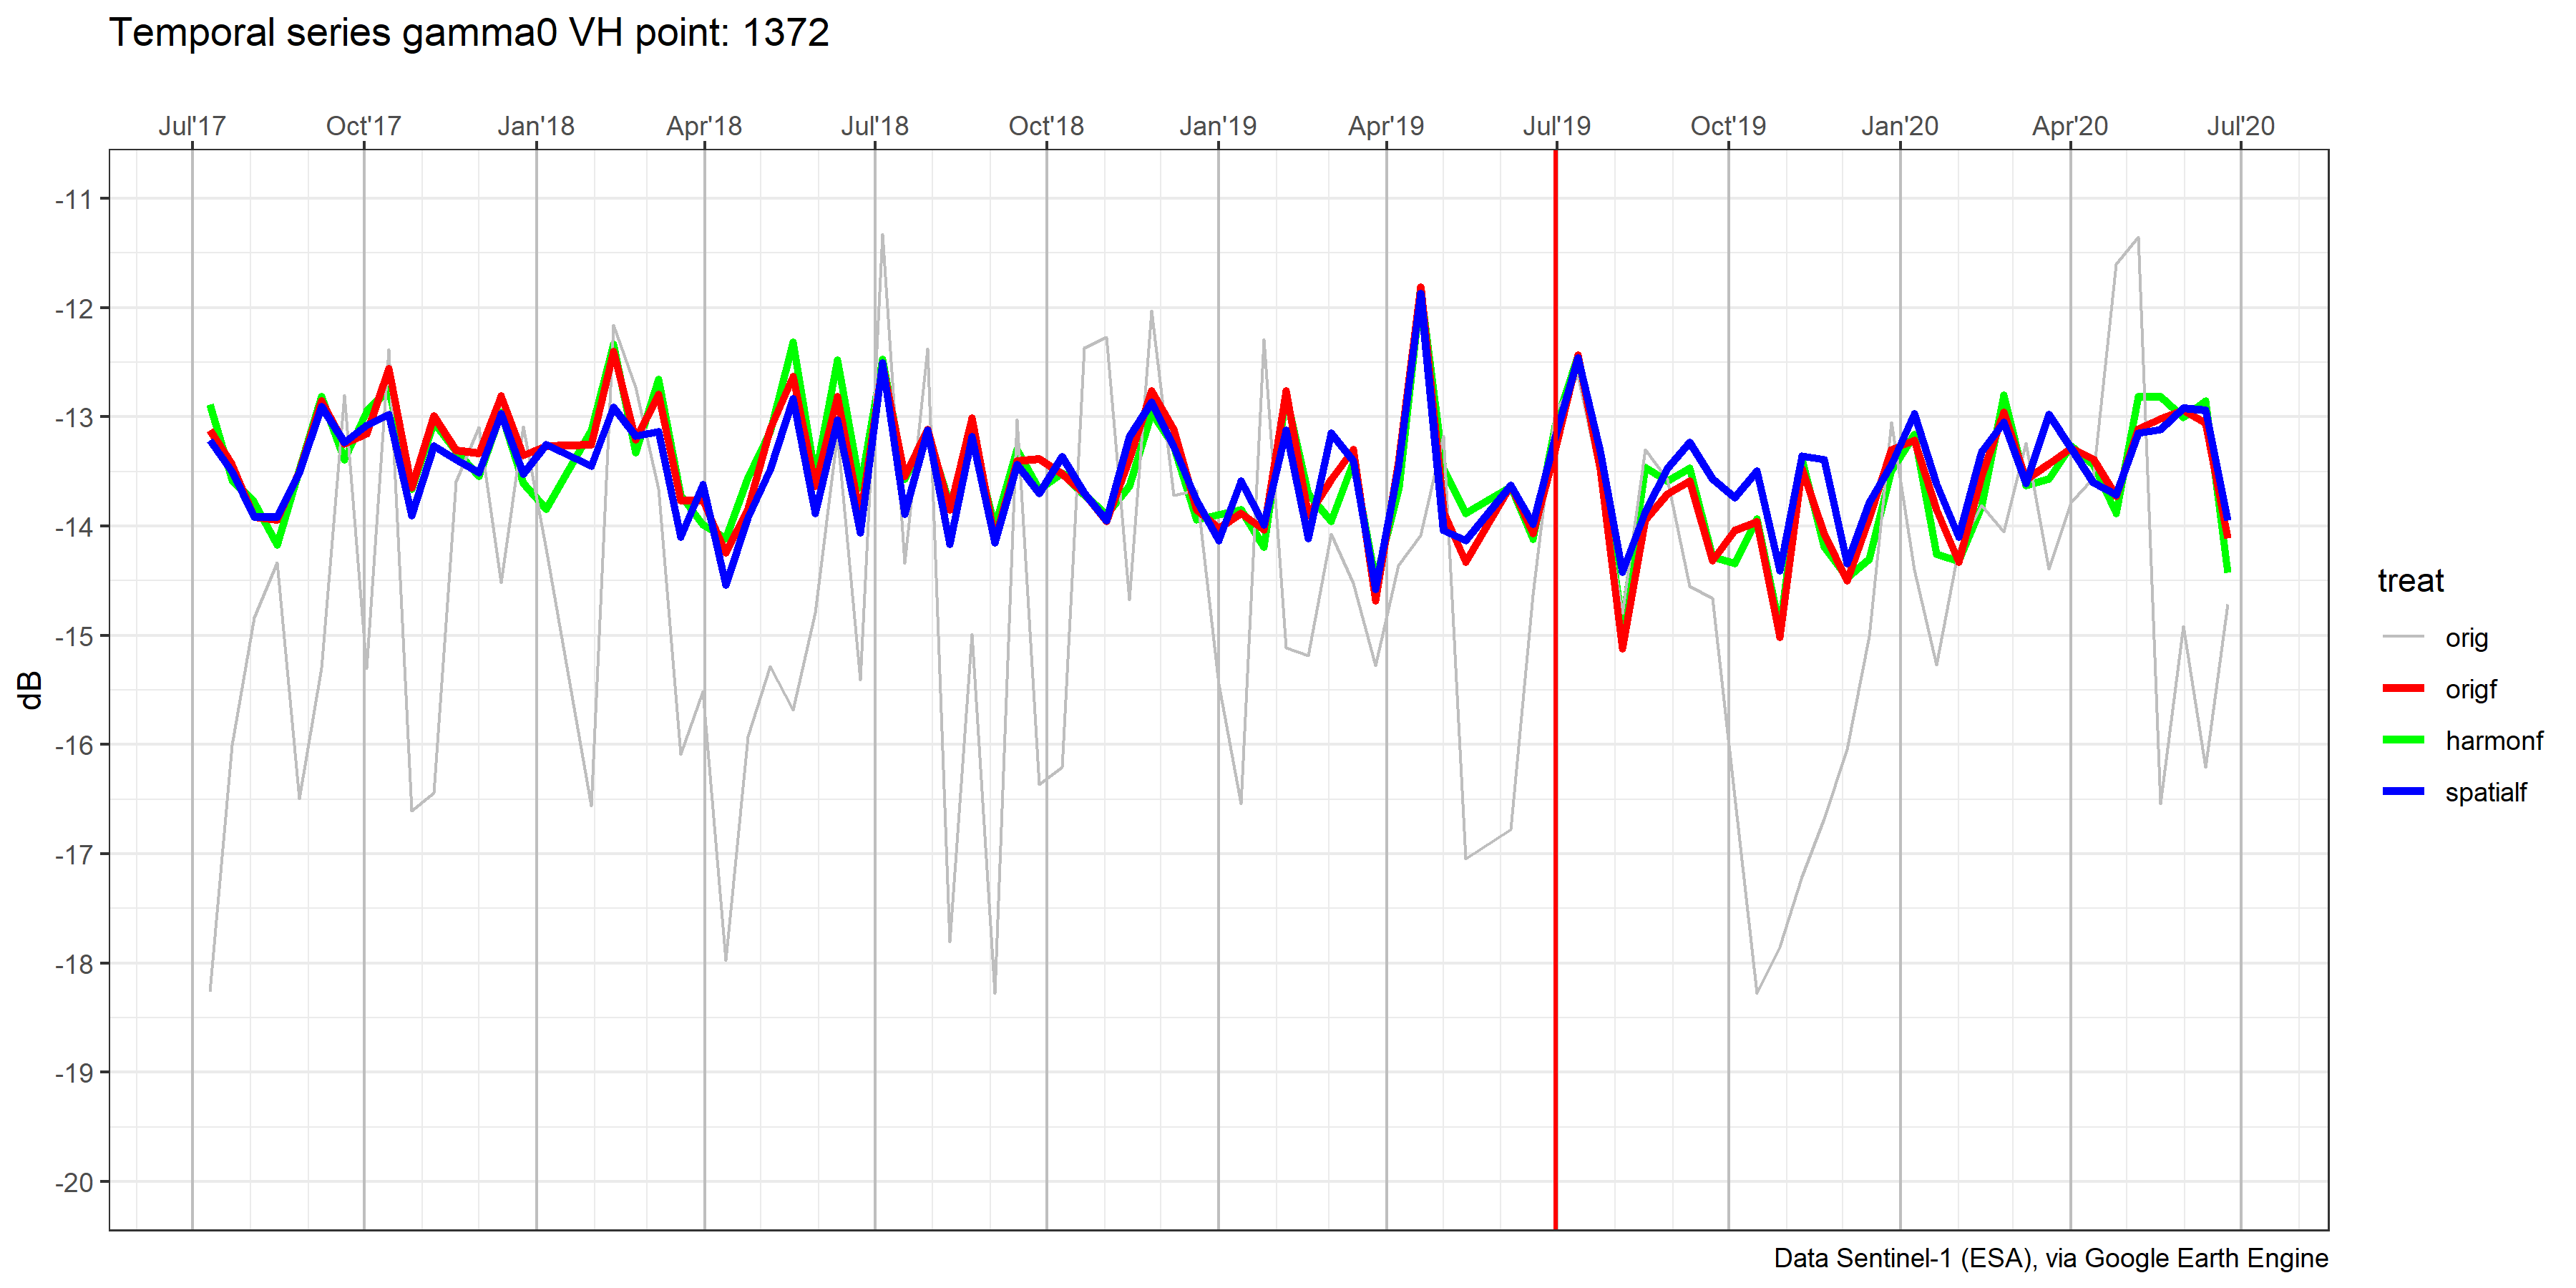 Temporal series gamma0 VH point: 1372
Jul'17 Oct'17 Jan'18 Apr'18 Jul'18 Oct'18 Jan'19 Apr'19 Jul'19 Oct'19 Jan'20 Apr'20 Jul'20
-11
-12
-13
-14
-15
-16
-17
-18
-19
-20
dB
treat
orig
origf
harmonf
spatialf
Data Sentinel-1 (ESA), via Google Earth Engine